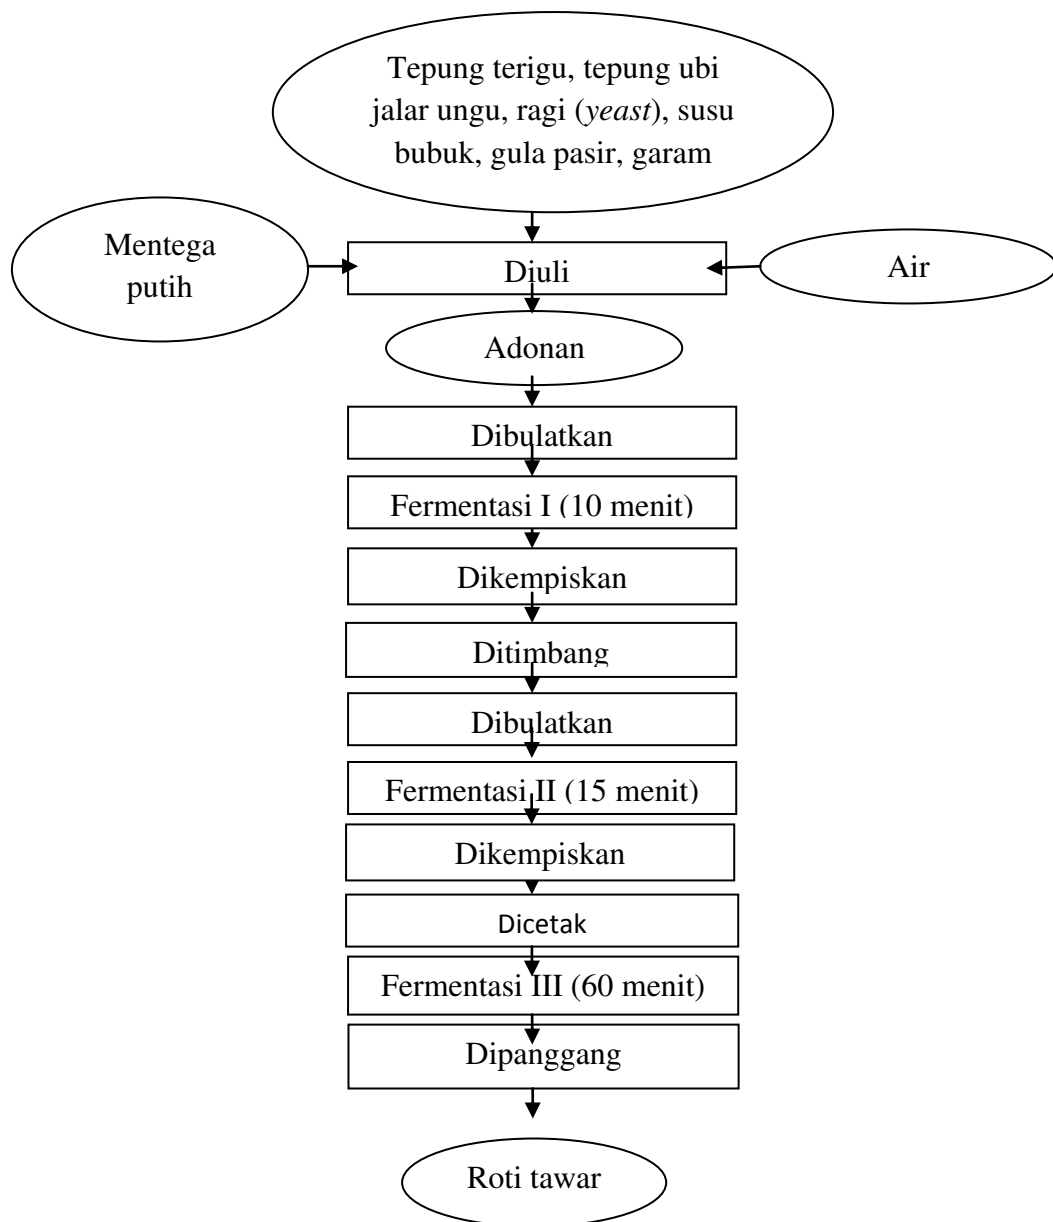 Tepung terigu, tepung ubi
jalar ungu, ragi (yeast), susu
bubuk, gula pasir, garam
Mentega
putih
Diuli
Air
Adonan
Dibulatkan
Fermentasi I (10 menit)
Dikempiskan
Ditimbang
Dibulatkan
Fermentasi II (15 menit)
Dikempiskan
Dicetak
Fermentasi III (60 menit)
Dipanggang
Roti tawar